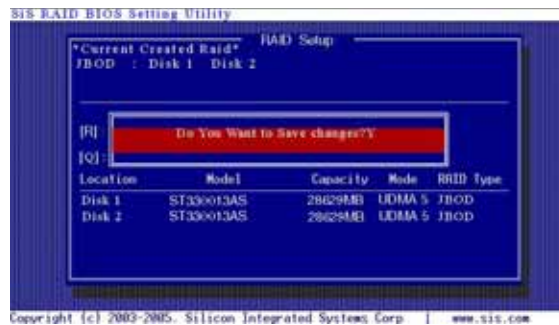 SiS RAID BIOS Setting Utility
RAID Setup
*Current Created Raid*
JBOD : Disk 1 Disk 2
[R]
Do You Want to Save changes?Y
[Q]:
Location Model Capacity Mode RAID Type
Disk 1 ST330013AS 28629MB UDMA 5 JBOD
Disk 2 ST330013AS 28629MB UDMA 5 JBOD
Copyright (c) 2003-2005. Silicon Integrated Systems Corp | www.sis.com